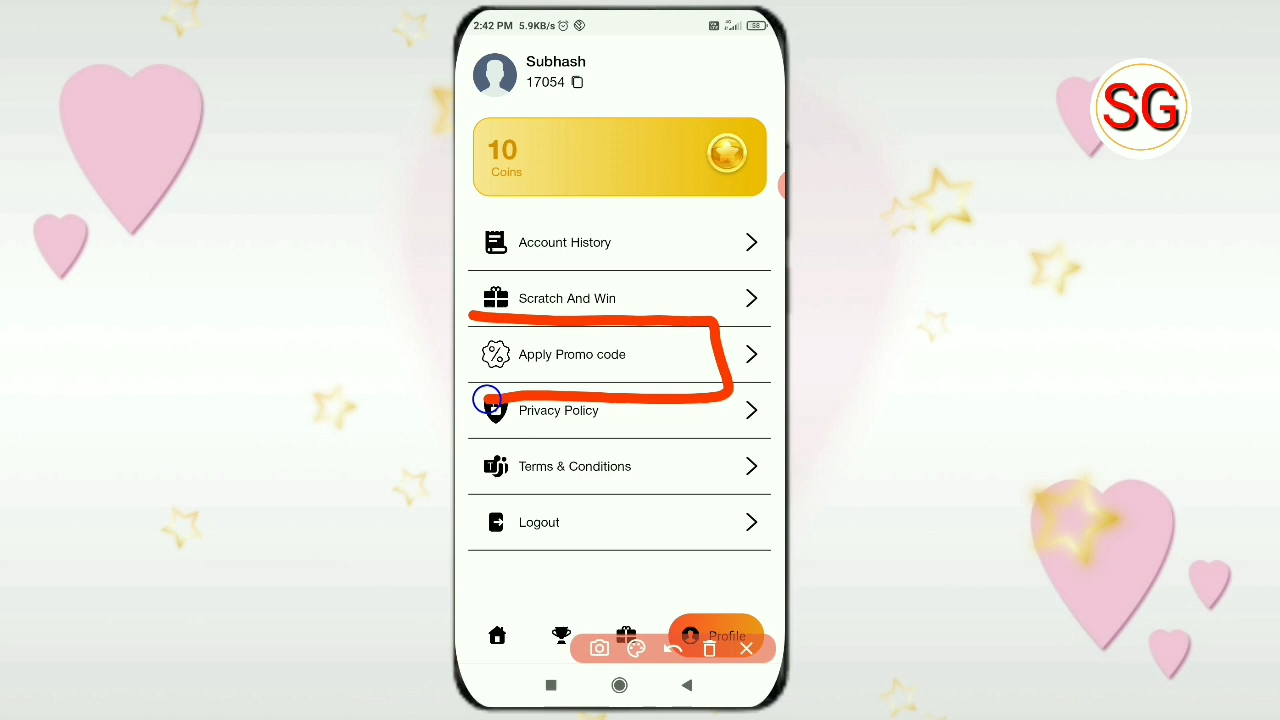 2:42 PM 5.9KB/s
58
Subhash
17054
SG
10
Coins
Account History
Scratch And Win
Apply Promo code
Privacy Policy
Terms & Conditions
Logout
Profile